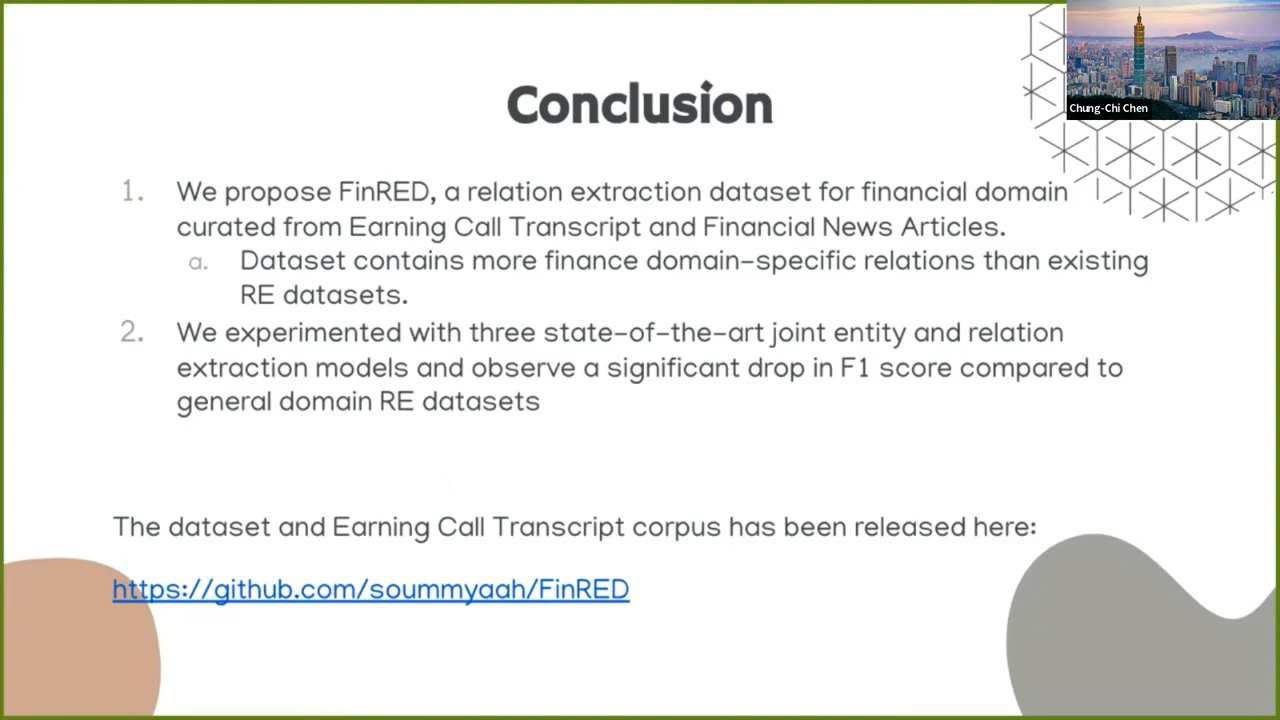 Chung-Chi Chen
Conclusion
1. We propose FinRED, a relation extraction dataset for financial domain
curated from Earning Call Transcript and Financial News Articles.
a. Dataset contains more finance domain-specific relations than existing
RE datasets.
2. We experimented with three state-of-the-art joint entity and relation
extraction models and observe a significant drop in F1 score compared to
general domain RE datasets
The dataset and Earning Call Transcript corpus has been released here:
https://github.com/soummyaah/FinRED